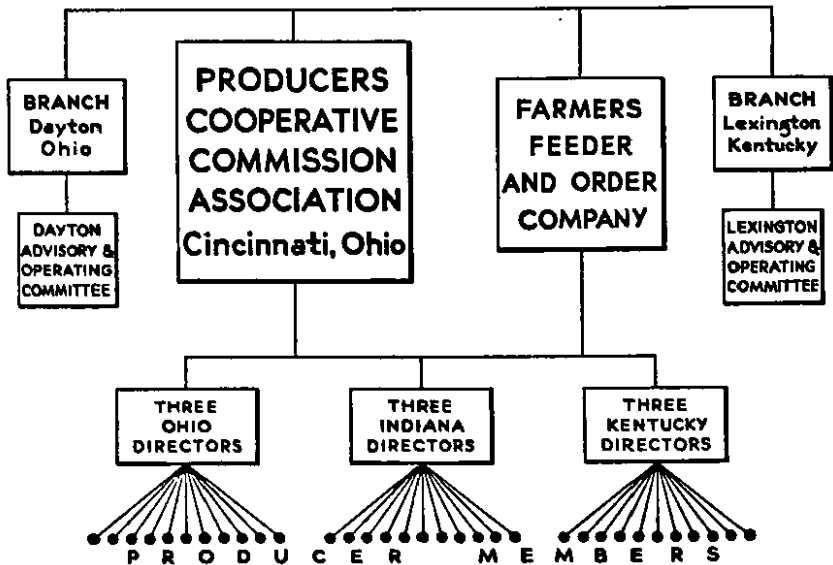 BRANCH
Dayton
Ohio
DAYTON
ADVISORY &
OPERATING
COMMITTEE
PRODUCERS
COOPERATIVE
COMMISSION
ASSOCIATION
Cincinnati, Ohio
FARMERS
FEEDER
AND ORDER
COMPANY
BRANCH
Lexington
Kentucky
LEXINGTON
ADVISORY &
OPERATING
COMMITTEE
THREE
OHIO
DIRECTORS
THREE
INDIANA
DIRECTORS
THREE
KENTUCKY
DIRECTORS
PRODUCER MEMBERS